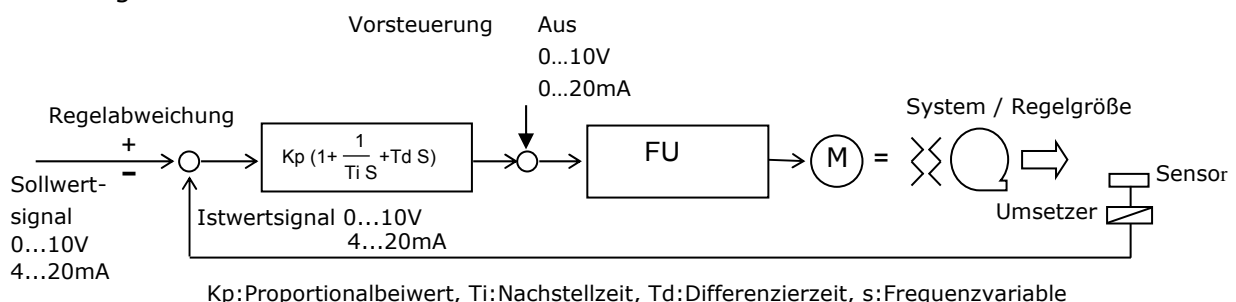 Vorsteuerung Aus
0...10V
0...20mA
System / Regelgröße
Regelabweichung
+
-
Kp (1+ 1/Ti S +Td S)
FU
M
=
Sollwert-
signal
0...10V
4...20mA
Istwertsignal 0...10V
4...20mA
Sensor
Umsetzer
Kp:Proportionalbeiwert, Ti:Nachstellzeit, Td:Differenzierzeit, s:Frequenzvariable